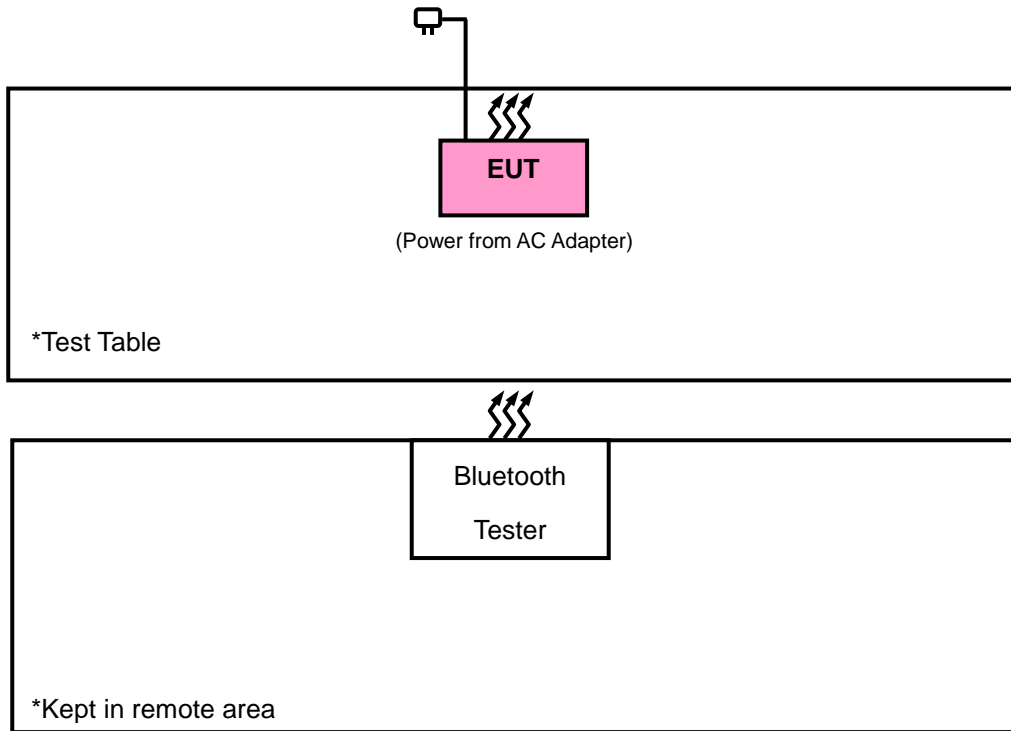 EUT
(Power from AC Adapter)
*Test Table
Bluetooth
Tester
*Kept in remote area